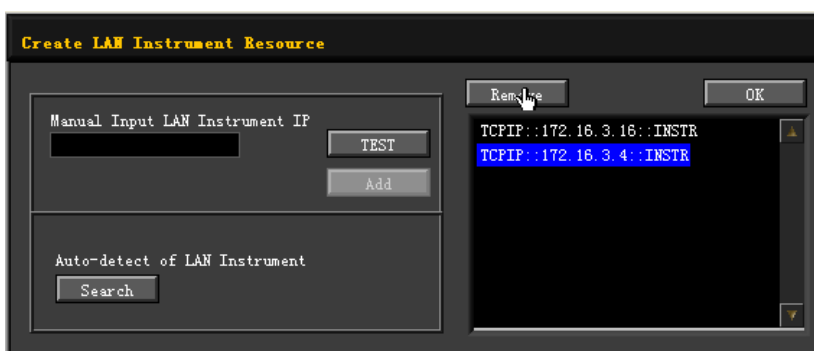 Create LAN Instrument Resource
Manual Input LAN Instrument IP
TEST
Add
Auto-detect of LAN Instrument
Search
Remove
OK
TCPIP::172.16.3.16::INSTR
TCPIP::172.16.3.4::INSTR